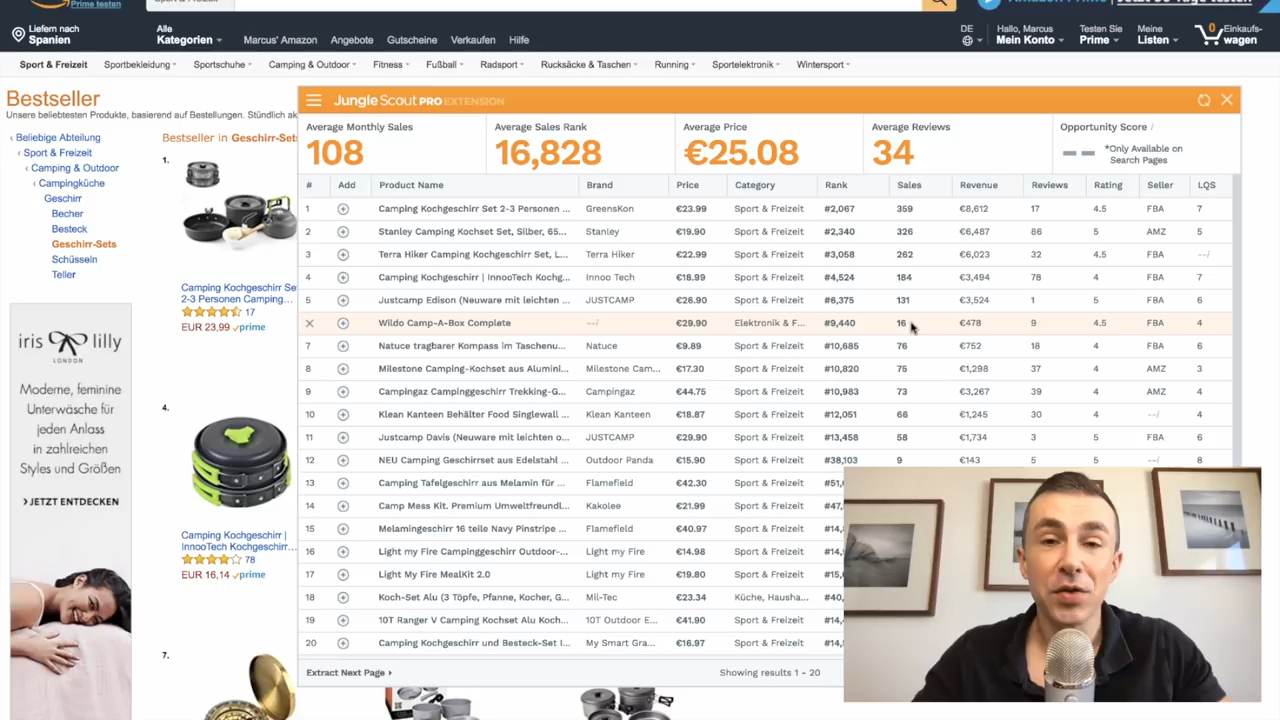 Prime testen
Sport & Freizeit
Liefern nach
Spanien
Alle
Kategorien
Marcus' Amazon
Angebote
Gutscheine
Verkaufen
Hilfe
DE
Hallo, Marcus
Mein Konto
Testen Sie
Prime
Meine
Listen
0
Einkaufs-
wagen
Sport & Freizeit
Sportbekleidung
Sportschuhe
Camping & Outdoor
Fitness
Fußball
Radsport
Rucksäcke & Taschen
Running
Sportelektronik
Wintersport
Bestseller
Unsere beliebtesten Produkte, basierend auf Bestellungen. Stündlich ak
‹ Beliebige Abteilung
‹ Sport & Freizeit
‹ Camping & Outdoor
‹ Campingküche
Geschirr
Becher
Besteck
Geschirr-Sets
Schüsseln
Teller
Bestseller in Geschirr-Sets
1.
Camping Kochgeschirr Se
2-3 Personen Camping...
17
EUR 23,99 prime
4.
Camping Kochgeschirr |
InnooTech Kochgeschirr...
78
EUR 16,14 prime
7.
iris lilly
LONDON
Moderne, feminine
Unterwäsche für
jeden Anlass
in zahlreichen
Styles und Größen
› JETZT ENTDECKEN
Jungle Scout PRO EXTENSION
Average Monthly Sales
108
Average Sales Rank
16,828
Average Price
€25.08
Average Reviews
34
Opportunity Score i
-- *Only Available on
Search Pages
# Add Product Name Brand Price Category Rank Sales Revenue Reviews Rating Seller LQS
1 Camping Kochgeschirr Set 2-3 Personen ... GreensKon €23.99 Sport & Freizeit #2,067 359 €8,612 17 4.5 FBA 7
2 Stanley Camping Kochset Set, Silber, 65... Stanley €19.90 Sport & Freizeit #2,340 326 €6,487 86 5 AMZ 5
3 Terra Hiker Camping Kochgeschirr Set, L... Terra Hiker €22.99 Sport & Freizeit #3,058 262 €6,023 32 4.5 FBA --/
4 Camping Kochgeschirr | InnooTech Kochg... Innoo Tech €18.99 Sport & Freizeit #4,524 184 €3,494 78 4 FBA 7
5 Justcamp Edison (Neuware mit leichten ... JUSTCAMP €26.90 Sport & Freizeit #6,375 131 €3,524 1 5 FBA 6
Wildo Camp-A-Box Complete --/ €29.90 Elektronik & F... #9,440 16 €478 9 4.5 FBA 4
7 Natuce tragbarer Kompass im Taschenu... Natuce €9.89 Sport & Freizeit #10,685 76 €752 18 4 FBA 6
8 Milestone Camping-Kochset aus Alumini... Milestone Cam... €17.30 Sport & Freizeit #10,820 75 €1,298 37 4 AMZ 3
9 Campingaz Campinggeschirr Trekking-G... Campingaz €44.75 Sport & Freizeit #10,983 73 €3,267 39 4 AMZ 4
10 Klean Kanteen Behälter Food Singlewall ... Klean Kanteen €18.87 Sport & Freizeit #12,051 66 €1,245 30 4 --/ 4
11 Justcamp Davis (Neuware mit leichten o... JUSTCAMP €29.90 Sport & Freizeit #13,458 58 €1,734 3 5 FBA 6
12 NEU Camping Geschirrset aus Edelstahl ... Outdoor Panda €15.90 Sport & Freizeit #38,103 9 €143 5 5 --/ 8
13 Camping Tafelgeschirr aus Melamin für ... Flamefield €42.30 Sport & Freizeit #51,
14 Camp Mess Kit. Premium Umweltfreundl... Kakolee €21.99 Sport & Freizeit #47,
15 Melamingeschirr 16 teile Navy Pinstripe ... Flamefield €40.97 Sport & Freizeit #14,
16 Light my Fire Campinggeschirr Outdoor-... Light my Fire €14.98 Sport & Freizeit #14,
17 Light My Fire MealKit 2.0 Light my Fire €19.80 Sport & Freizeit #15,
18 Koch-Set Alu (3 Töpfe, Pfanne, Kocher, G... Mil-Tec €23.34 Küche, Hausha... #40,
19 10T Ranger V Camping Kochset Alu Koch... 10T Outdoor E... €41.90 Sport & Freizeit #14,
20 Camping Kochgeschirr und Besteck-Set I... My Smart Gra... €16.97 Sport & Freizeit #14,
Extract Next Page
Showing results 1 - 20